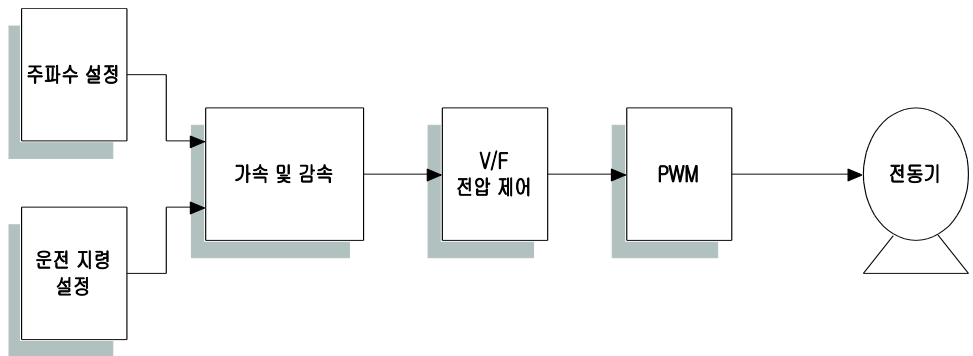 주파수 설정
운전 지령
설정
가속 및 감속
V/F
전압 제어
PWM
전동기